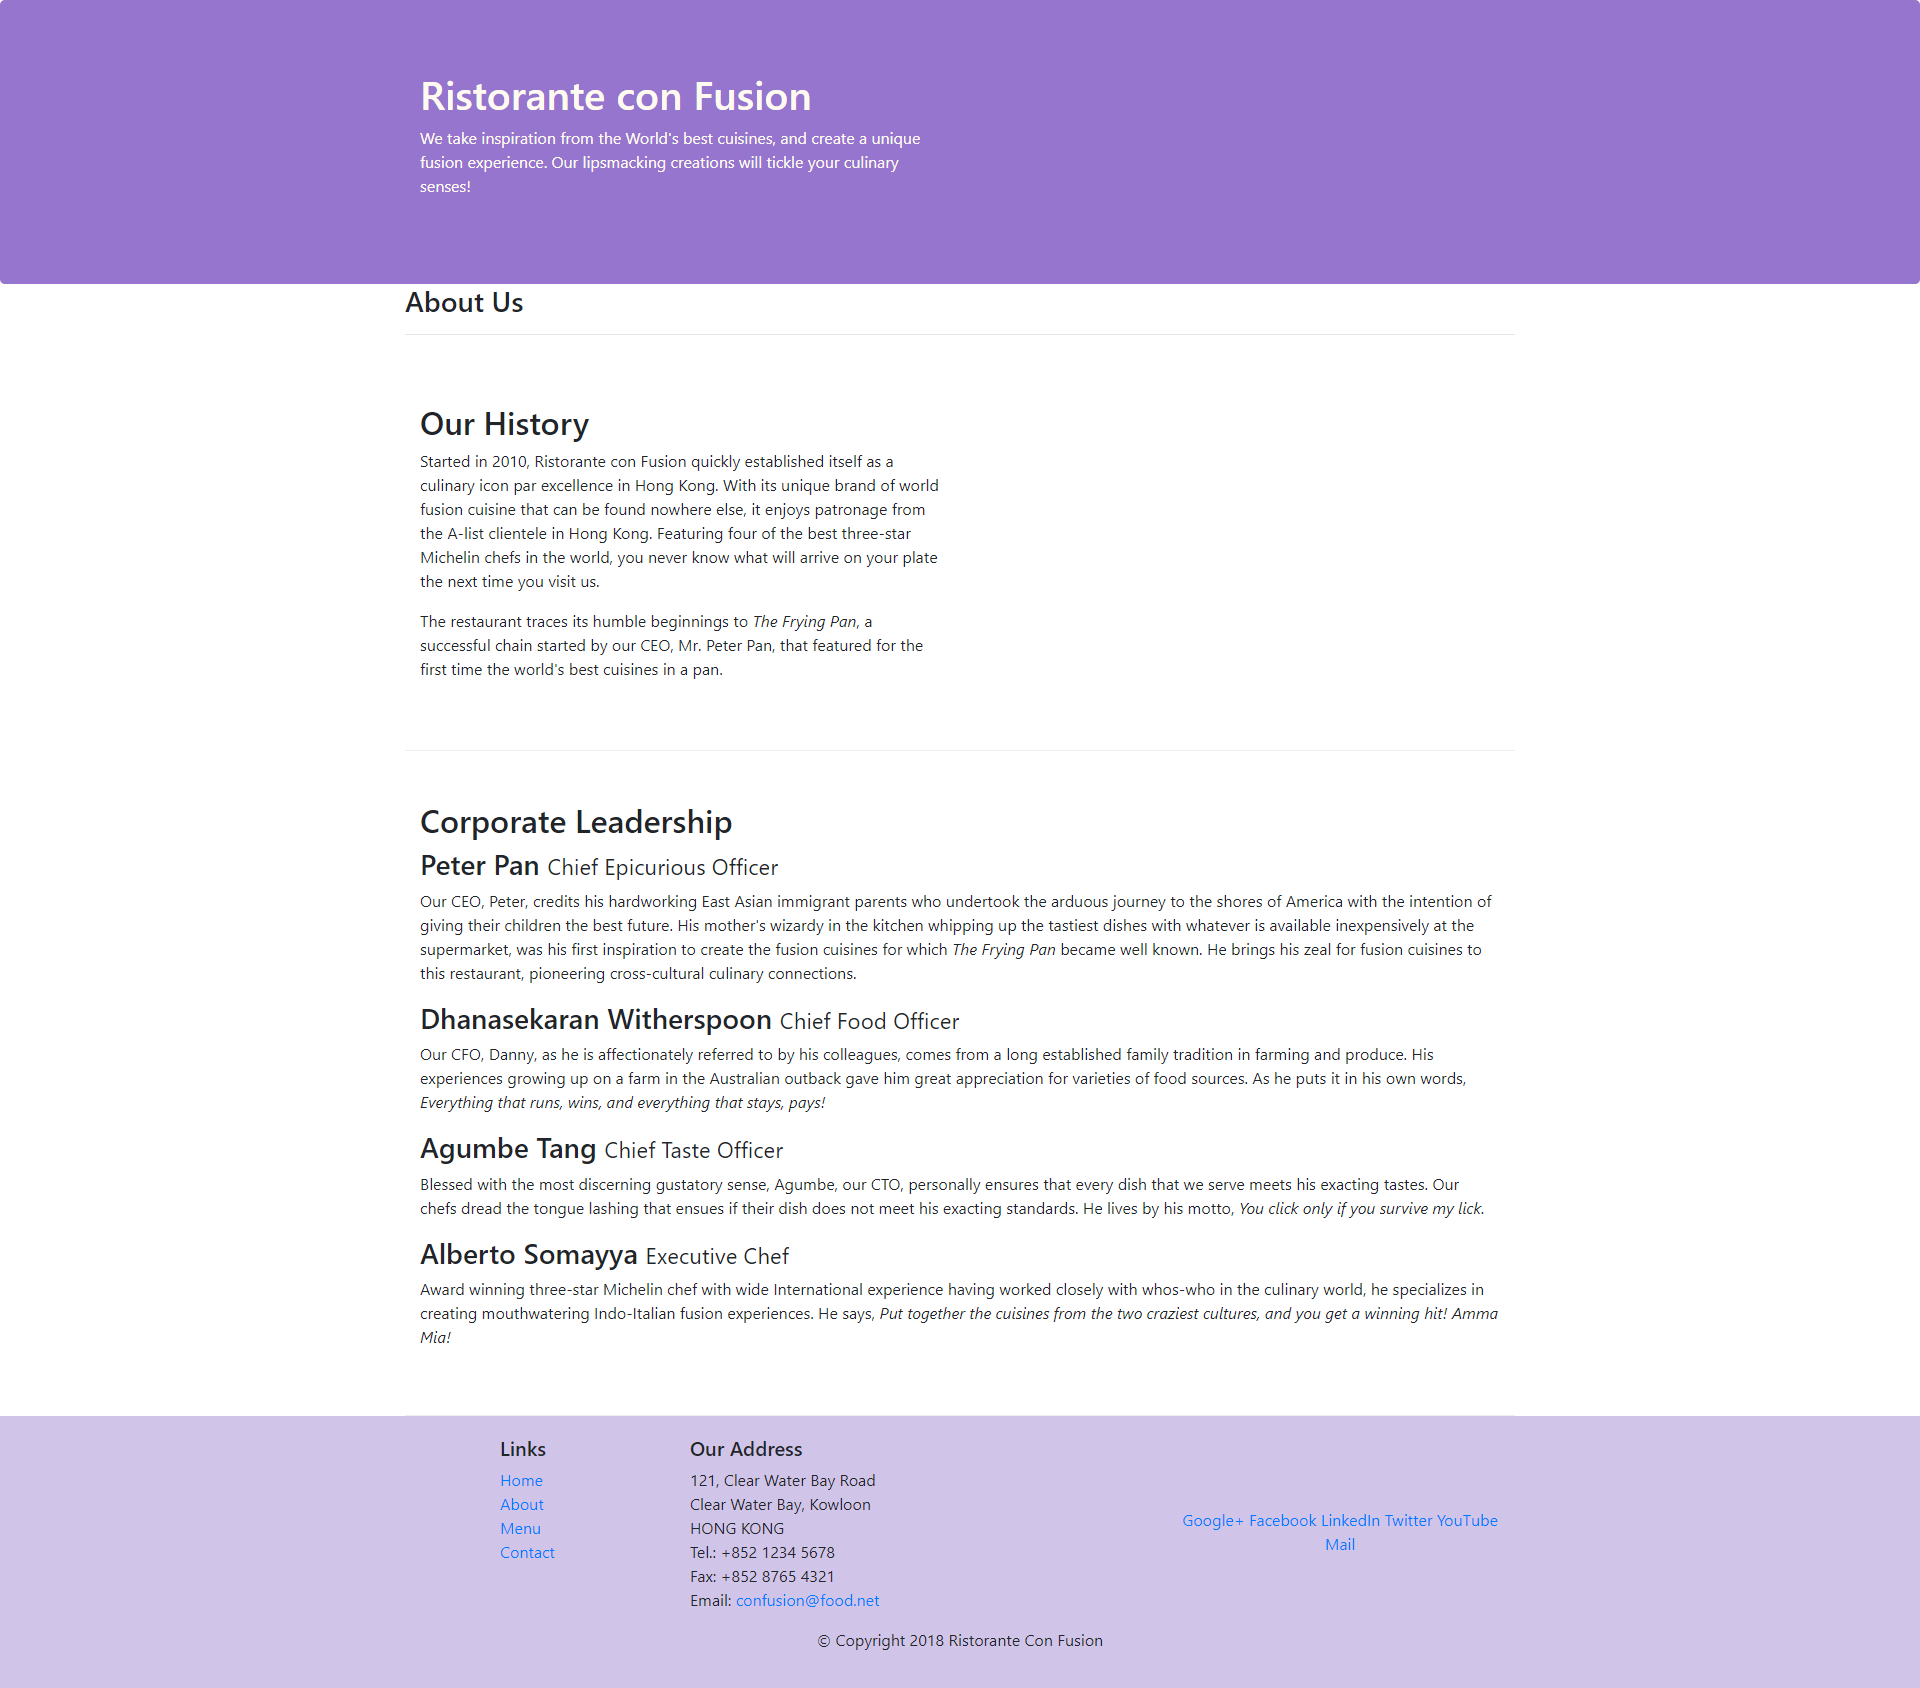 Ristorante con Fusion
We take inspiration from the World's best cuisines, and create a unique
fusion experience. Our lipsmacking creations will tickle your culinary
senses!
About Us
Our History
Started in 2010, Ristorante con Fusion quickly established itself as a
culinary icon par excellence in Hong Kong. With its unique brand of world
fusion cuisine that can be found nowhere else, it enjoys patronage from
the A-list clientele in Hong Kong. Featuring four of the best three-star
Michelin chefs in the world, you never know what will arrive on your plate
the next time you visit us.
The restaurant traces its humble beginnings to The Frying Pan, a
successful chain started by our CEO, Mr. Peter Pan, that featured for the
first time the world's best cuisines in a pan.
Corporate Leadership
Peter Pan Chief Epicurious Officer
Our CEO, Peter, credits his hardworking East Asian immigrant parents who undertook the arduous journey to the shores of America with the intention of
giving their children the best future. His mother's wizardy in the kitchen whipping up the tastiest dishes with whatever is available inexpensively at the
supermarket, was his first inspiration to create the fusion cuisines for which The Frying Pan became well known. He brings his zeal for fusion cuisines to
this restaurant, pioneering cross-cultural culinary connections.
Dhanasekaran Witherspoon Chief Food Officer
Our CFO, Danny, as he is affectionately referred to by his colleagues, comes from a long established family tradition in farming and produce. His
experiences growing up on a farm in the Australian outback gave him great appreciation for varieties of food sources. As he puts it in his own words,
Everything that runs, wins, and everything that stays, pays!
Agumbe Tang Chief Taste Officer
Blessed with the most discerning gustatory sense, Agumbe, our CTO, personally ensures that every dish that we serve meets his exacting tastes. Our
chefs dread the tongue lashing that ensues if their dish does not meet his exacting standards. He lives by his motto, You click only if you survive my lick.
Alberto Somayya Executive Chef
Award winning three-star Michelin chef with wide International experience having worked closely with whos-who in the culinary world, he specializes in
creating mouthwatering Indo-Italian fusion experiences. He says, Put together the cuisines from the two craziest cultures, and you get a winning hit! Amma
Mia!
Links
Home
About
Menu
Contact
Our Address
121, Clear Water Bay Road
Clear Water Bay, Kowloon
HONG KONG
Tel.: +852 1234 5678
Fax: +852 8765 4321
Email: confusion@food.net
Google+ Facebook LinkedIn Twitter YouTube
Mail
© Copyright 2018 Ristorante Con Fusion